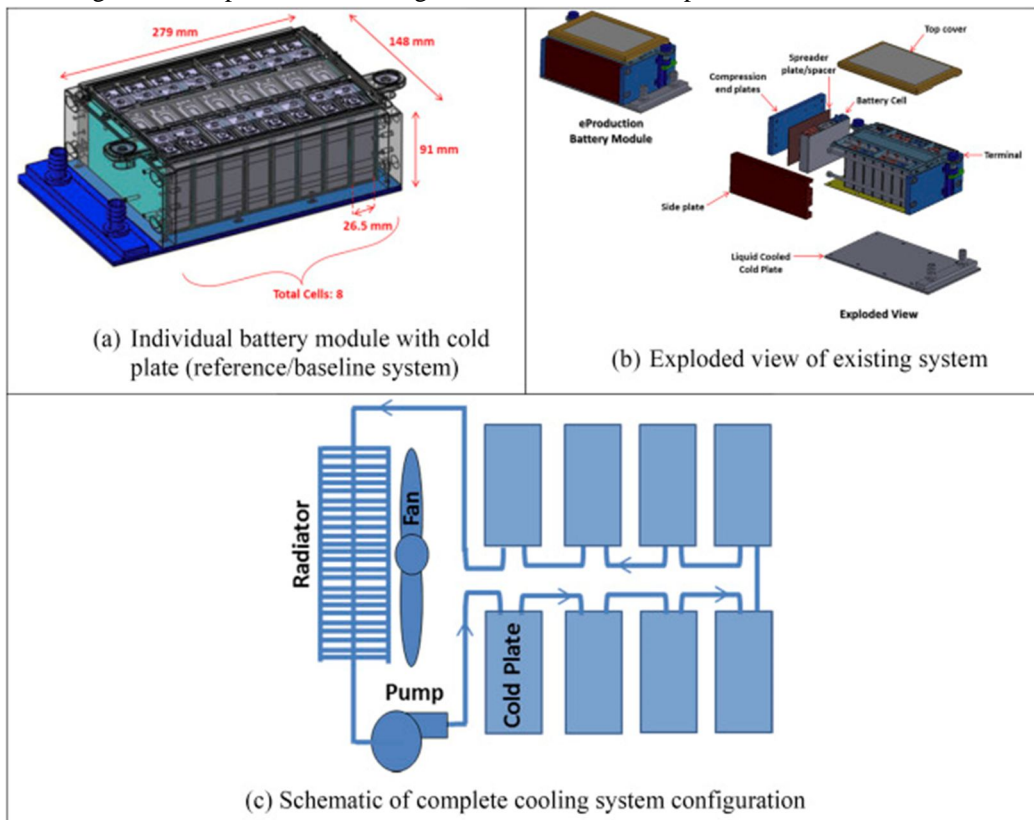 279 mm
148 mm
91 mm
26.5 mm
Total Cells: 8
(a) Individual battery module with cold
plate (reference/baseline system)
eProduction
Battery Module
Top cover
Spreader
plate/spacer
Compression
end plates
Battery Cell
Terminal
Side plate
Liquid Cooled
Cold Plate
Exploded View
(b) Exploded view of existing system
Radiator
Fan
Pump
Cold Plate
(c) Schematic of complete cooling system configuration